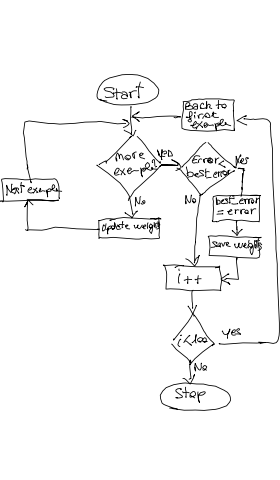 Start
Back to
first
example
more
example?
Yes
Error<
best error
Yes
No
No
Next example
Update weights
best_error
= error
save weights
i++
i<100
Yes
No
Stop